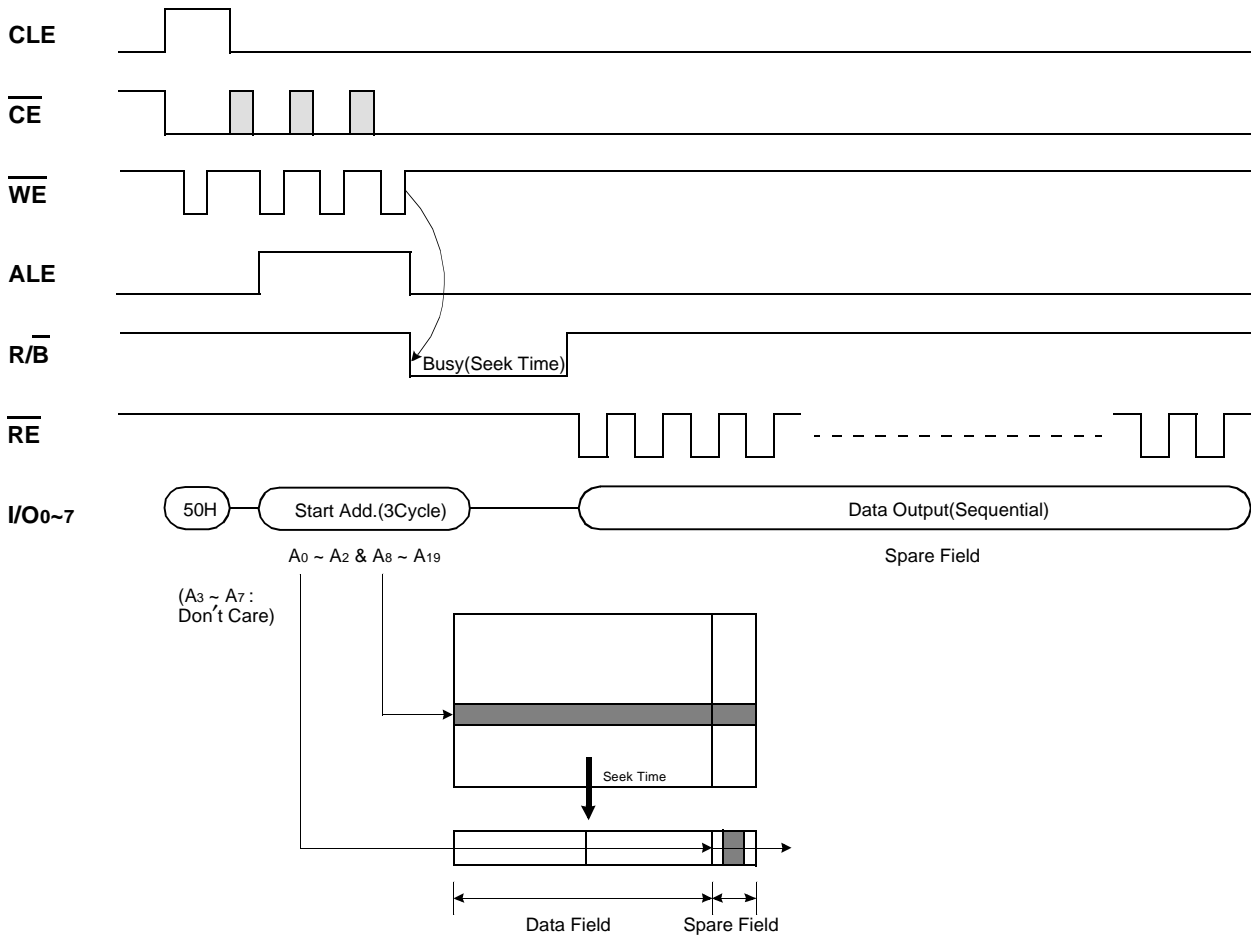 CLE
CE
WE
ALE
R/B
Busy(Seek Time)
RE
I/O0~7
50H
Start Add.(3Cycle)
Data Output(Sequential)
A0 ~ A2 & A8 ~ A19
Spare Field
(A3 ~ A7 :
Don't Care)
Seek Time
Data Field
Spare Field